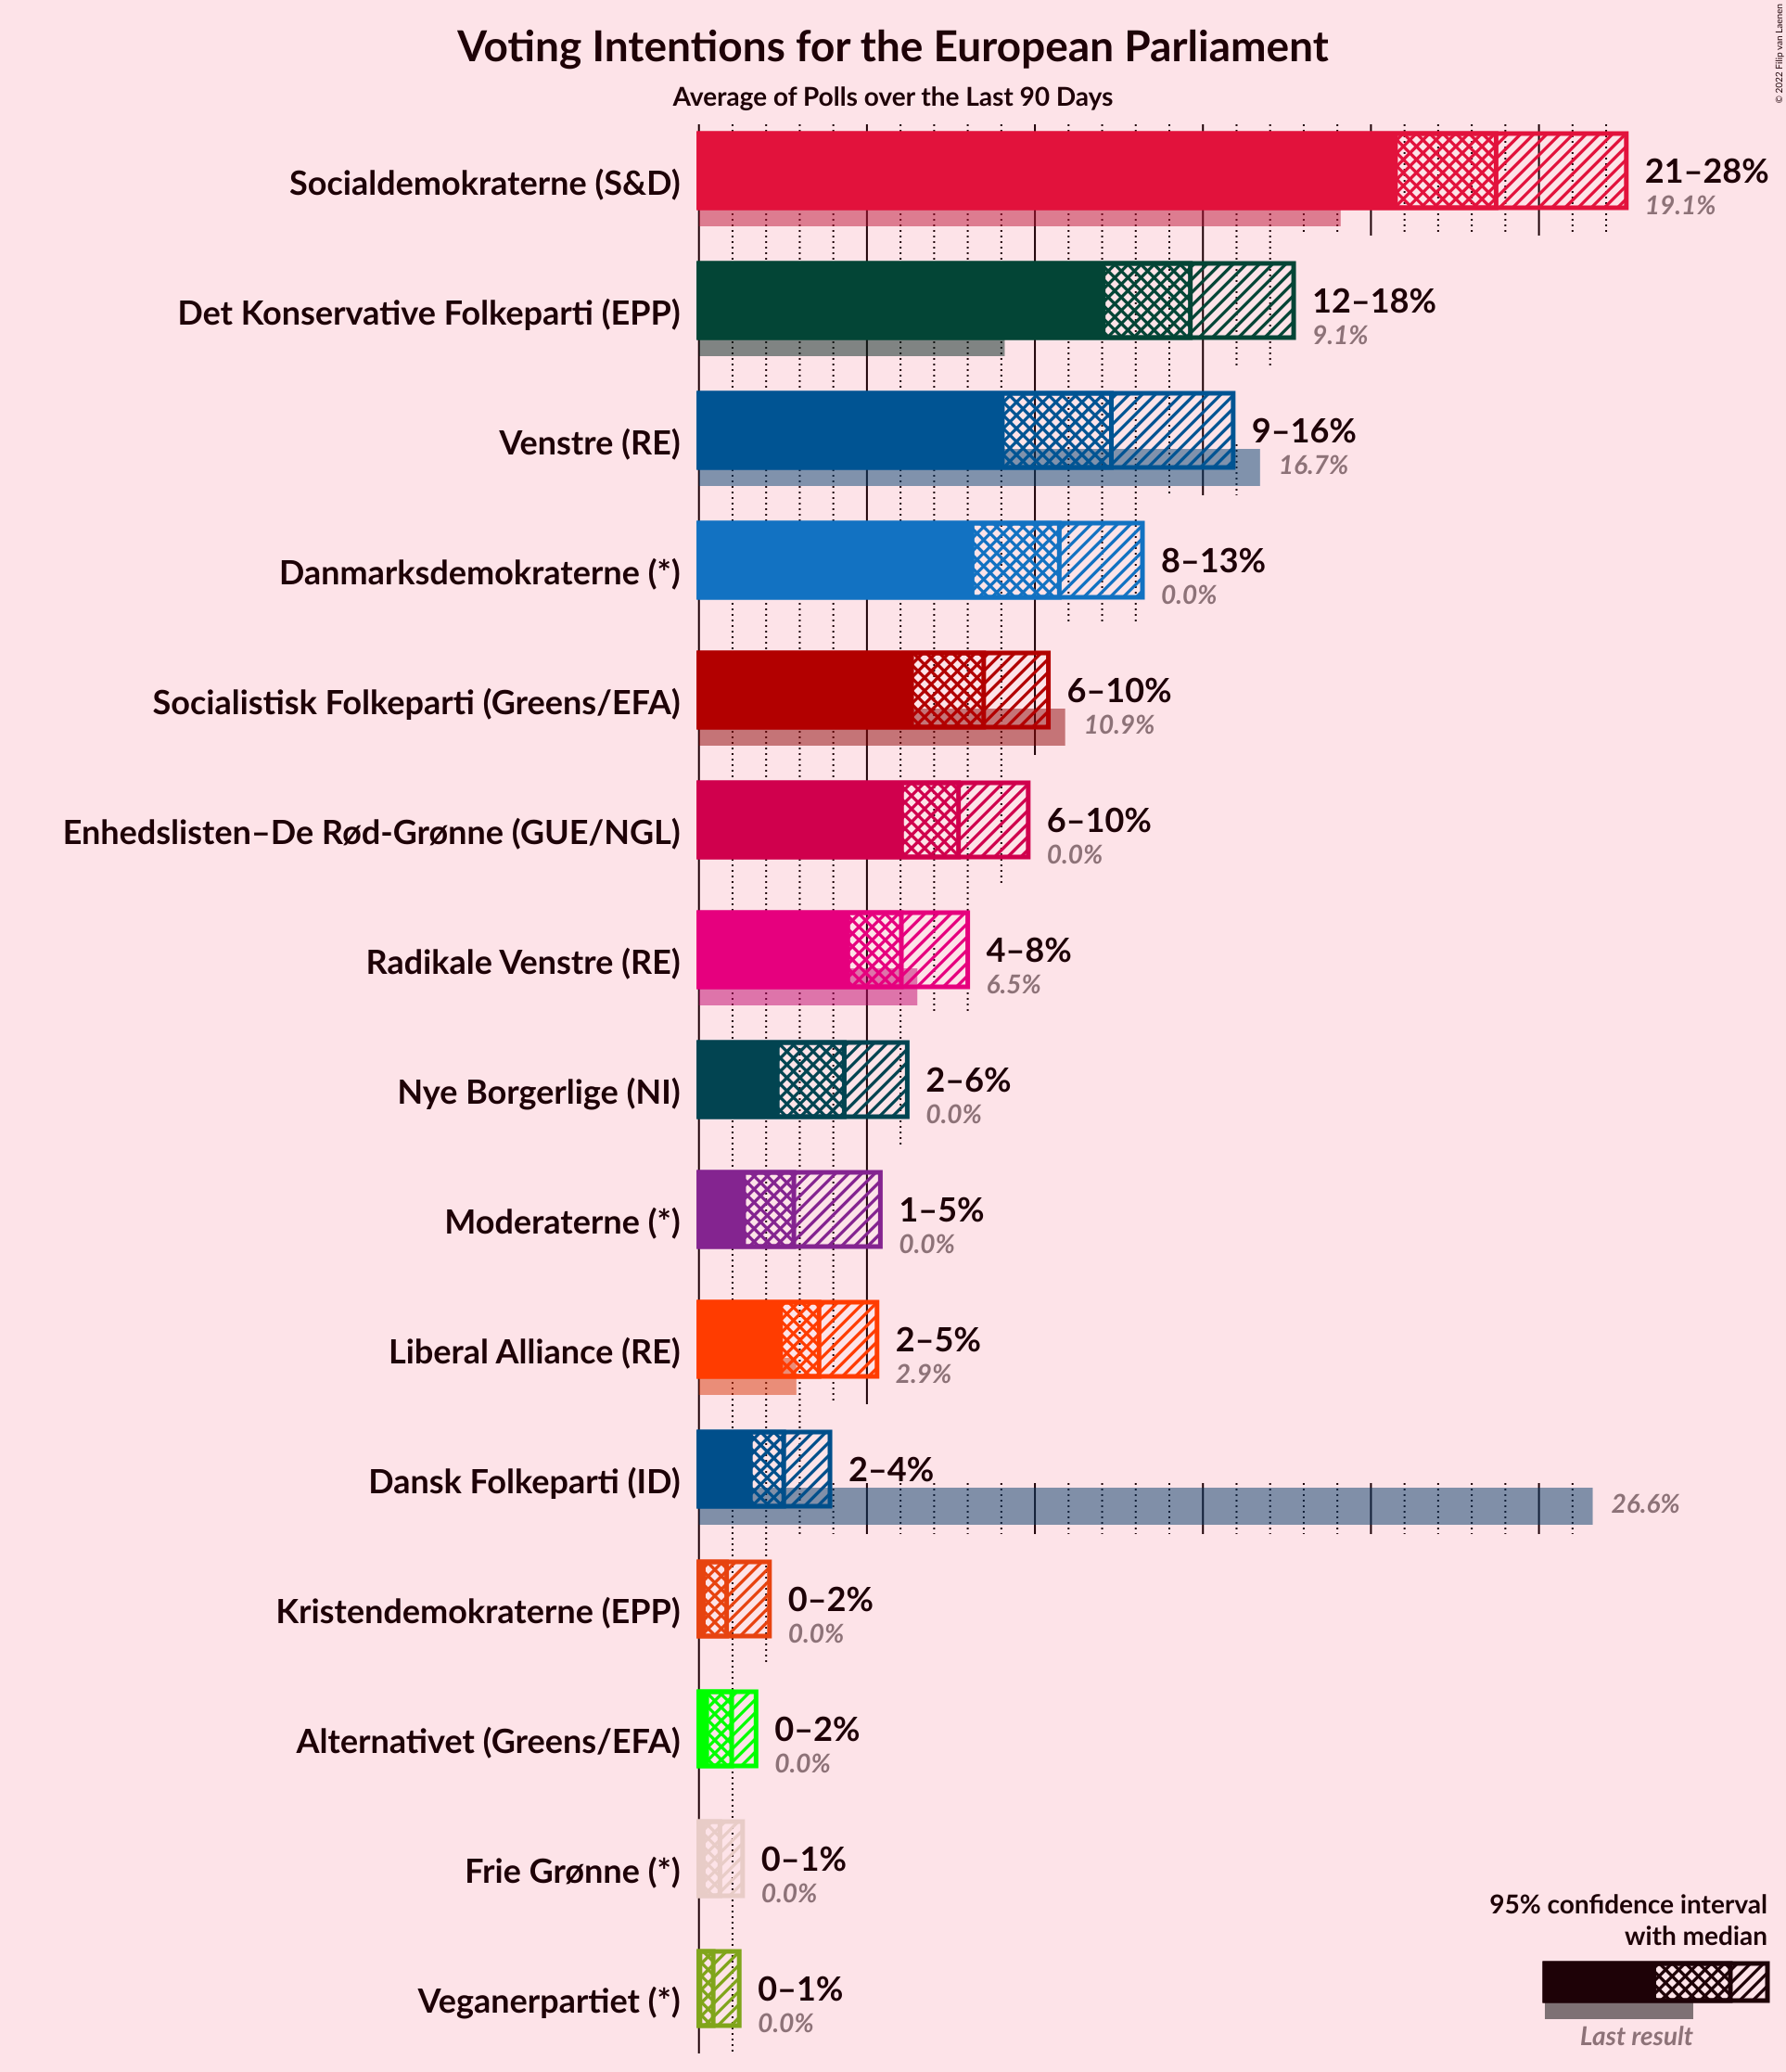 Voting Intentions for the European Parliament
Average of Polls over the Last 90 Days
© 2022 Filip van Laenen
Socialdemokraterne (S&D)
21–28%
19.1%
Det Konservative Folkeparti (EPP)
12–18%
9.1%
Venstre (RE)
9–16%
16.7%
Danmarksdemokraterne (*)
8–13%
0.0%
Socialistisk Folkeparti (Greens/EFA)
6–10%
10.9%
Enhedslisten–De Rød-Grønne (GUE/NGL)
6–10%
0.0%
Radikale Venstre (RE)
4–8%
6.5%
Nye Borgerlige (NI)
2–6%
0.0%
Moderaterne (*)
1–5%
0.0%
Liberal Alliance (RE)
2–5%
2.9%
Dansk Folkeparti (ID)
2–4%
26.6%
Kristendemokraterne (EPP)
0–2%
0.0%
Alternativet (Greens/EFA)
0–2%
0.0%
Frie Grønne (*)
0–1%
0.0%
Veganerpartiet (*)
0–1%
0.0%
95% confidence interval
with median
Last result